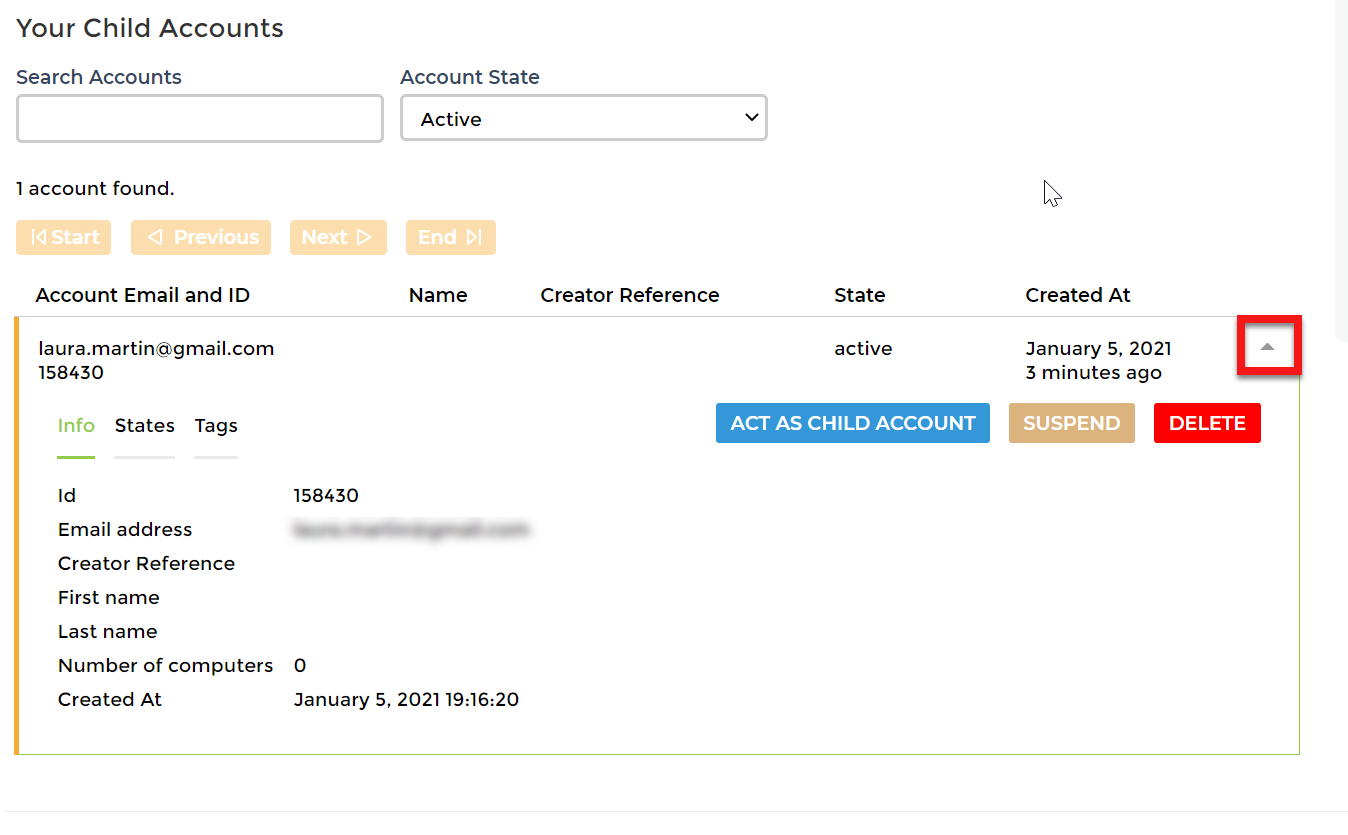 Your Child Accounts
Search Accounts Account State
Active
1 account found.
Start Previous Next End
Account Email and ID Name Creator Reference State Created At
laura.martin@gmail.com active January 5, 2021
158430 3 minutes ago
Info States Tags ACT AS CHILD ACCOUNT SUSPEND DELETE
Id 158430
Email address
Creator Reference
First name
Last name
Number of computers 0
Created At January 5, 2021 19:16:20